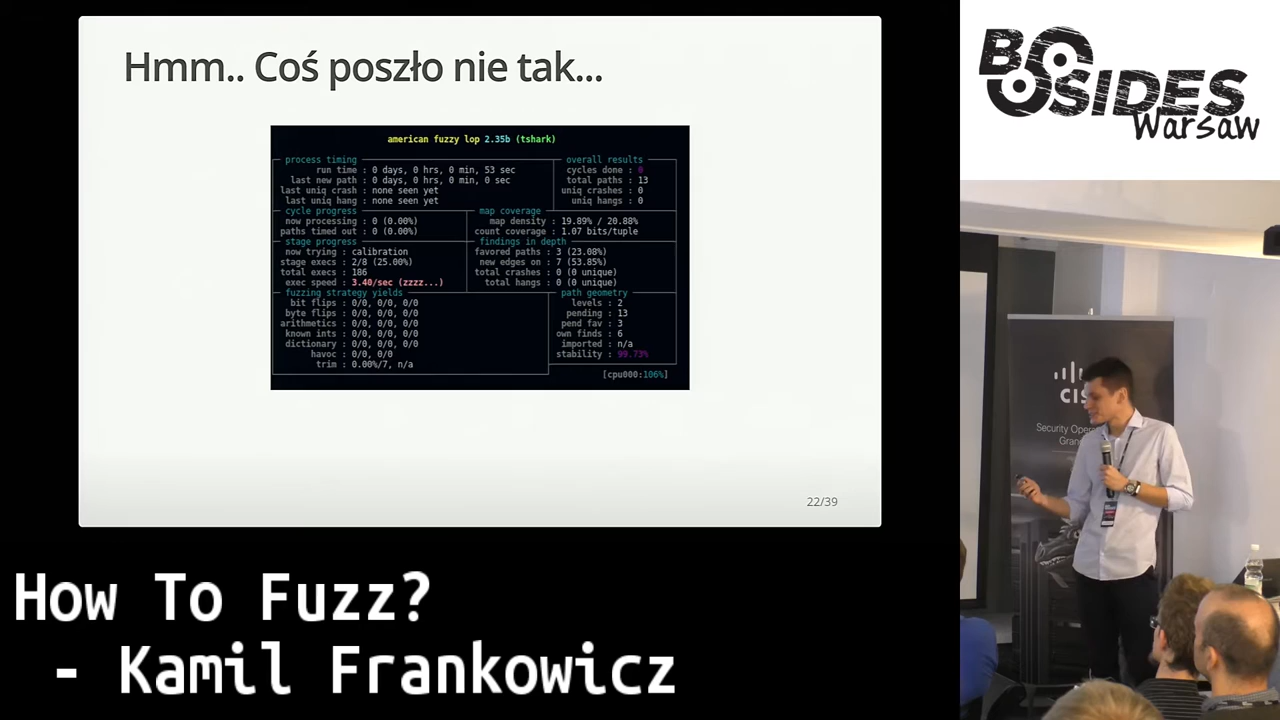 Hmm.. Coś poszło nie tak...
american fuzzy lop 2.35b (tshark)
process timing
run time : 0 days, 0 hrs, 0 min, 53 sec
last new path : 0 days, 0 hrs, 0 min, 0 sec
last uniq crash : none seen yet
last uniq hang : none seen yet
overall results
cycles done : 0
total paths : 13
uniq crashes : 0
uniq hangs : 0
cycle progress
now processing : 0 (0.00%)
paths timed out : 0 (0.00%)
map coverage
map density : 19.89% / 20.88%
count coverage : 1.07 bits/tuple
stage progress
now trying : calibration
stage execs : 2/8 (25.00%)
total execs : 186
exec speed : 3.40/sec (zzzz...)
findings in depth
favored paths : 3 (23.08%)
new edges on : 7 (53.85%)
total crashes : 0 (0 unique)
total hangs : 0 (0 unique)
fuzzing strategy yields
bit flips : 0/0, 0/0, 0/0
byte flips : 0/0, 0/0, 0/0
arithmetics : 0/0, 0/0, 0/0
known ints : 0/0, 0/0, 0/0
dictionary : 0/0, 0/0, 0/0
havoc : 0/0, 0/0
trim : 0.00%/7, n/a
path geometry
levels : 2
pending : 13
pend fav : 3
own finds : 6
imported : n/a
stability : 99.73%
[cpu000:106%]
22/39
BSIDES
Warsaw
CIS
Security Oper
Gran
How To Fuzz?
- Kamil Frankowicz